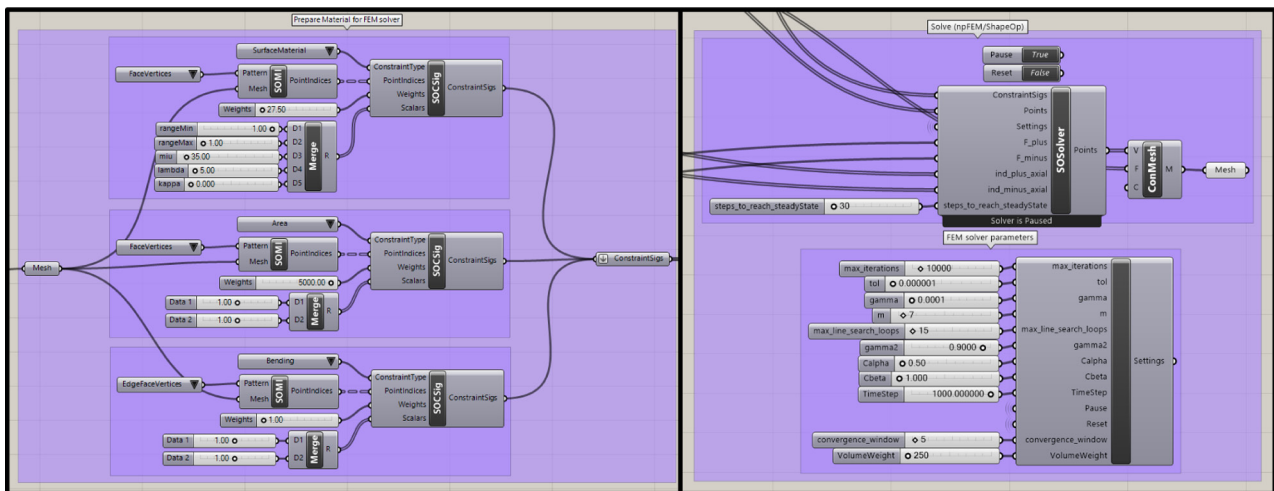 Prepare Material for FEM solver
SurfaceMaterial
FaceVertices
Pattern
Mesh
SOMI
PointIndices
ConstraintType
PointIndices
Weights
Scalars
SOCSig
ConstraintSigs
Weights 27.50
rangeMin 1.00
rangeMax 1.00
miu 35.00
lambda 5.00
kappa 0.000
D1
D2
D3
D4
D5
Merge
R
Area
FaceVertices
Pattern
Mesh
SOMI
PointIndices
ConstraintType
PointIndices
Weights
Scalars
SOCSig
ConstraintSigs
Weights 5000.00
Data 1 1.00
Data 2 1.00
D1
D2
Merge
R
Mesh
ConstraintSigs
Bending
EdgeFaceVertices
Pattern
Mesh
SOMI
PointIndices
ConstraintType
PointIndices
Weights
Scalars
SOCSig
ConstraintSigs
Weights 1.00
Data 1 1.00
Data 2 1.00
D1
D2
Merge
R
Solve (npFEM/ShapeOp)
Pause True
Reset False
ConstraintSigs
Points
Settings
F_plus
F_minus
ind_plus_axial
ind_minus_axial
steps_to_reach_steadyState
SOSolver
Points
Solver is Paused
steps_to_reach_steadyState 30
V
F
C
ConMesh
M
Mesh
FEM solver parameters
max_iterations 10000
tol 0.000001
gamma 0.0001
m 7
max_line_search_loops 15
gamma2 0.9000
Calpha 0.50
Cbeta 1.000
TimeStep 1000.000000
convergence_window 5
VolumeWeight 250
max_iterations
tol
gamma
m
max_line_search_loops
gamma2
Calpha
Cbeta
TimeStep
Pause
Reset
convergence_window
VolumeWeight
Settings